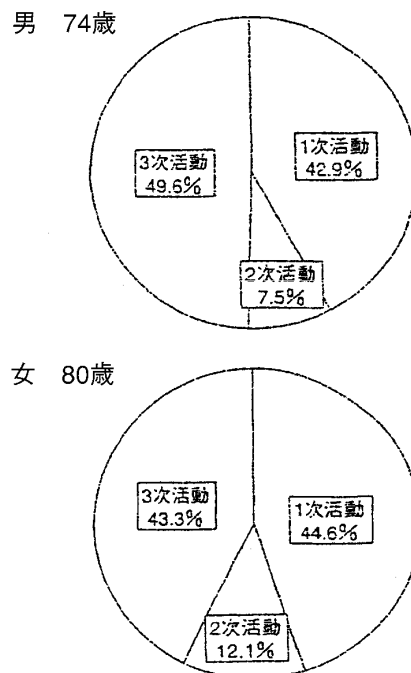 男　74歳
1次活動
42.9%
3次活動
49.6%
2次活動
7.5%
女　80歳
3次活動
43.3%
1次活動
44.6%
2次活動
12.1%